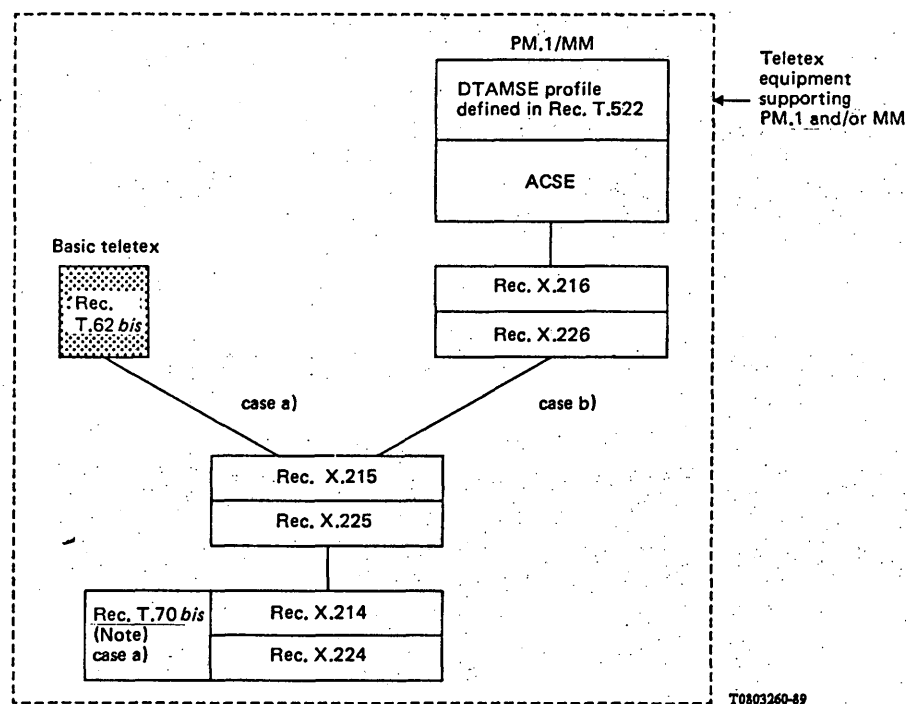 PM.1/MM
DTAMSE profile
defined in Rec. T.522
ACSE
Teletex
equipment
supporting
PM.1 and/or MM
Basic teletex
Rec.
T.62 bis
Rec. X.216
Rec. X.226
case a)
case b)
Rec. X.215
Rec. X.225
Rec. T.70 bis
(Note)
case a)
Rec. X.214
Rec. X.224
T0803260-89